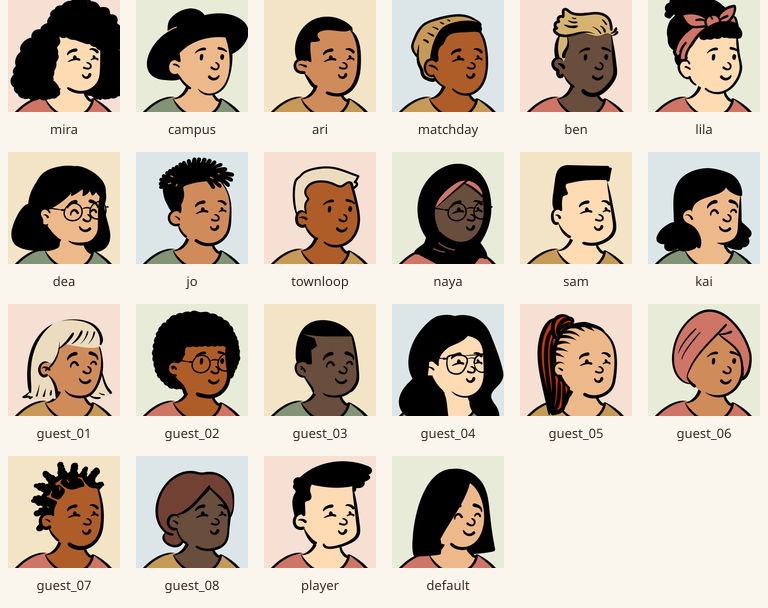 mira campus ari matchday ben lila
dea jo townloop naya sam kai
guest_01 guest_02 guest_03 guest_04 guest_05 guest_06
guest_07 guest_08 player default